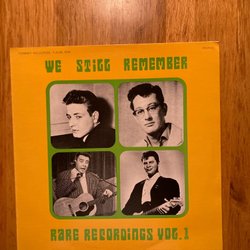 WE STILL REMEMBER
RARE RECORDINGS VOL.1